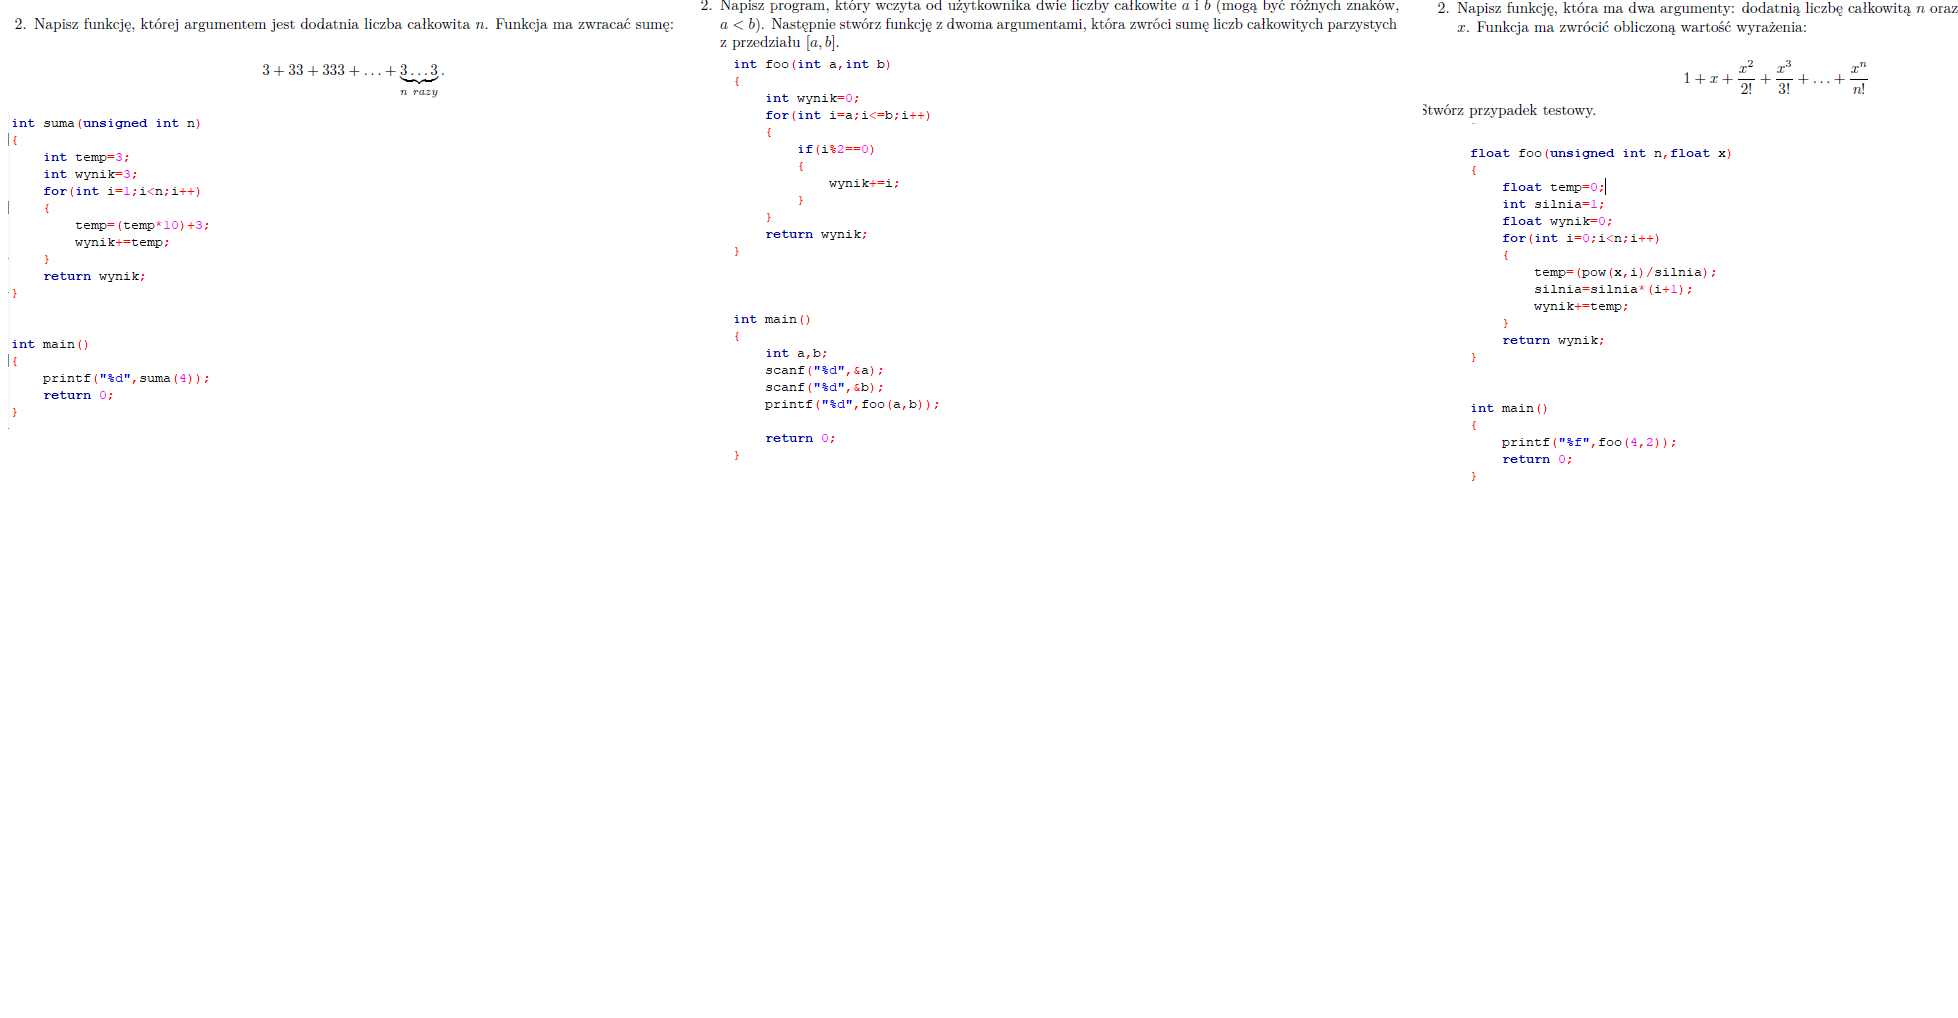 2. Napisz funkcję, której argumentem jest dodatnia liczba całkowita n. Funkcja ma zwracać sumę:
3 + 33 + 333 + ... + 3...3.
n razy
int suma(unsigned int n)
{
int temp=3;
int wynik=3;
for(int i=1;i<n;i++)
{
temp=(temp*10)+3;
wynik+=temp;
}
return wynik;
}
int main()
{
printf("%d",suma(4));
return 0;
}
2. Napisz program, który wczyta od użytkownika dwie liczby całkowite a i b (mogą być różnych znaków,
a < b). Następnie stwórz funkcję z dwoma argumentami, która zwróci sumę liczb całkowitych parzystych
z przedziału [a, b].
int foo(int a,int b)
{
int wynik=0;
for(int i=a;i<=b;i++)
{
if(i%2==0)
{
wynik+=i;
}
}
return wynik;
}
int main()
{
int a,b;
scanf("%d",&a);
scanf("%d",&b);
printf("%d",foo(a,b));
return 0;
}
2. Napisz funkcję, która ma dwa argumenty: dodatnią liczbę całkowitą n oraz
x. Funkcja ma zwrócić obliczoną wartość wyrażenia:
1 + x + x^2/2! + x^3/3! + ... + x^n/n!
Stwórz przypadek testowy.
float foo(unsigned int n,float x)
{
float temp=0;
int silnia=1;
float wynik=0;
for(int i=0;i<n;i++)
{
temp=(pow(x,i)/silnia);
silnia=silnia*(i+1);
wynik+=temp;
}
return wynik;
}
int main()
{
printf("%f",foo(4,2));
return 0;
}